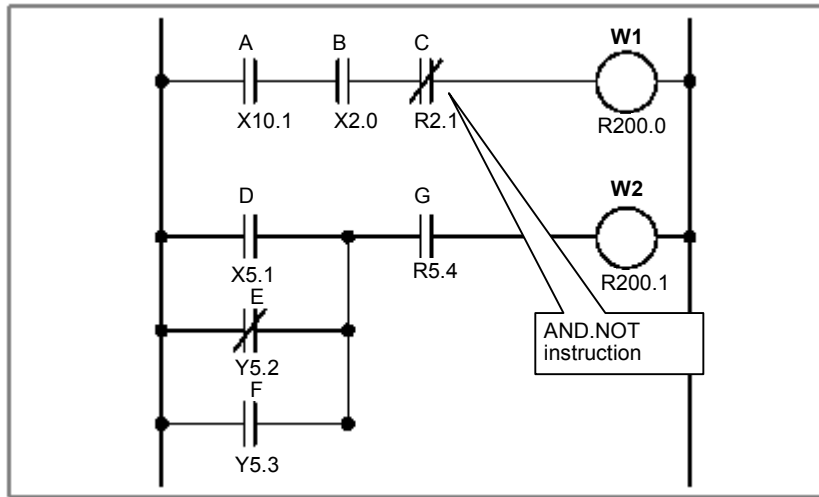 A B C W1
X10.1 X2.0 R2.1 R200.0
D G W2
X5.1 R5.4 R200.1
E
Y5.2
F
Y5.3
AND.NOT
instruction